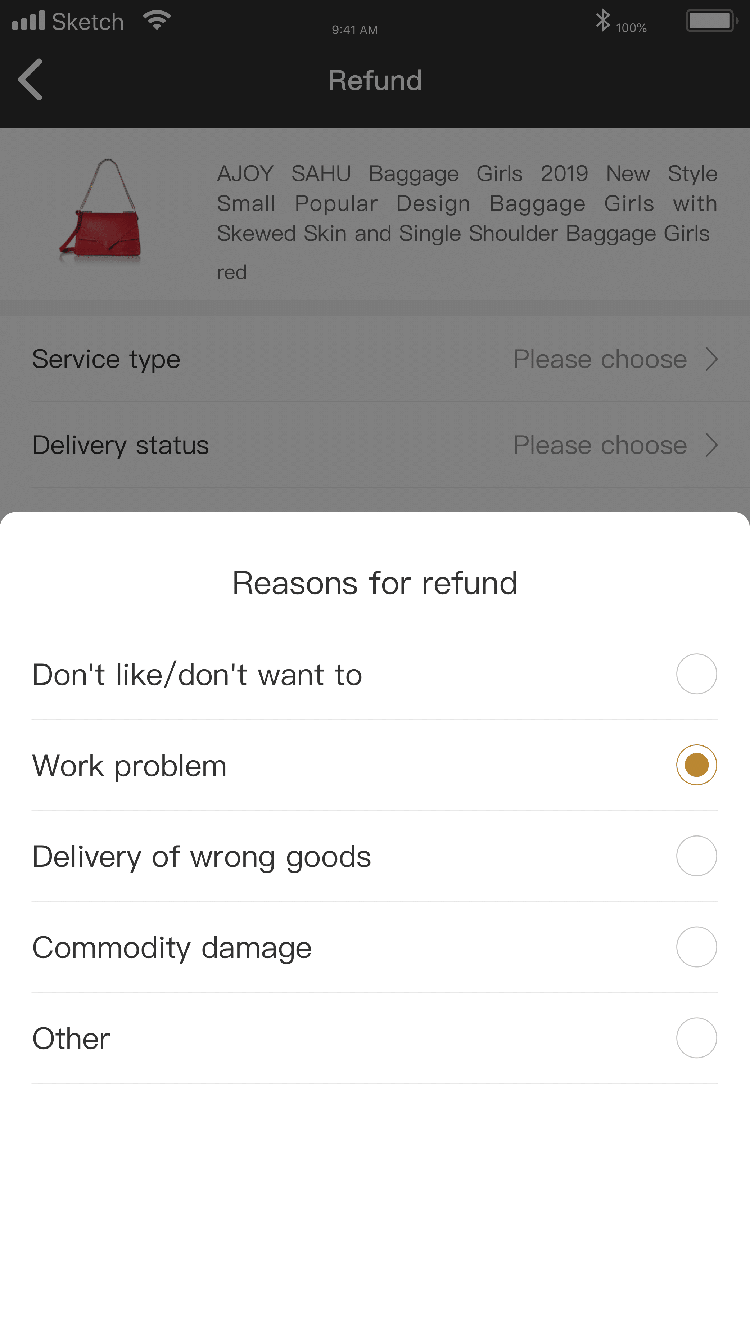 Sketch
9:41 AM
100%
Refund
AJOY SAHU Baggage Girls 2019 New Style
Small Popular Design Baggage Girls with
Skewed Skin and Single Shoulder Baggage Girls
red
Service type Please choose
Delivery status Please choose
Reasons for refund
Don't like/don't want to
Work problem
Delivery of wrong goods
Commodity damage
Other